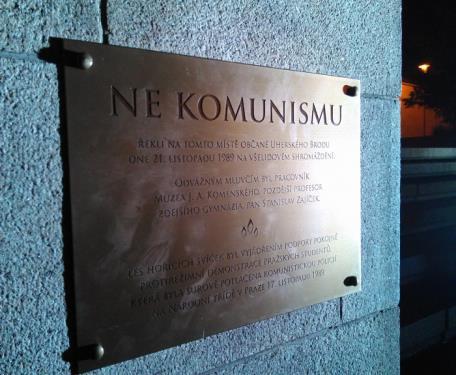 NE KOMUNISMU
ŘEKLI NA TOMTO MÍSTĚ OBČANÉ UHERSKÉHO BRODU
DNE 21. LISTOPADU 1989 NA VŠELIDOVÉM SHROMÁŽDĚNÍ.
ODVÁŽNÝM MLUVČÍM BYL PRACOVNÍK
MUZEA J. A. KOMENSKÉHO, POZDĚJŠÍ PROFESOR
ZDEJŠÍHO GYMNÁZIA, PAN STANISLAV ZAJÍČEK.
LES HOŘÍCÍCH SVÍČEK BYL VYJÁDŘENÍM PODPORY POKOJNÉ
PROTIREŽIMNÍ DEMONSTRACE PRAŽSKÝCH STUDENTŮ,
KTERÁ BYLA SUROVĚ POTLAČENA KOMUNISTICKOU POLICIÍ
NA NÁRODNÍ TŘÍDĚ V PRAZE 17. LISTOPADU 1989.